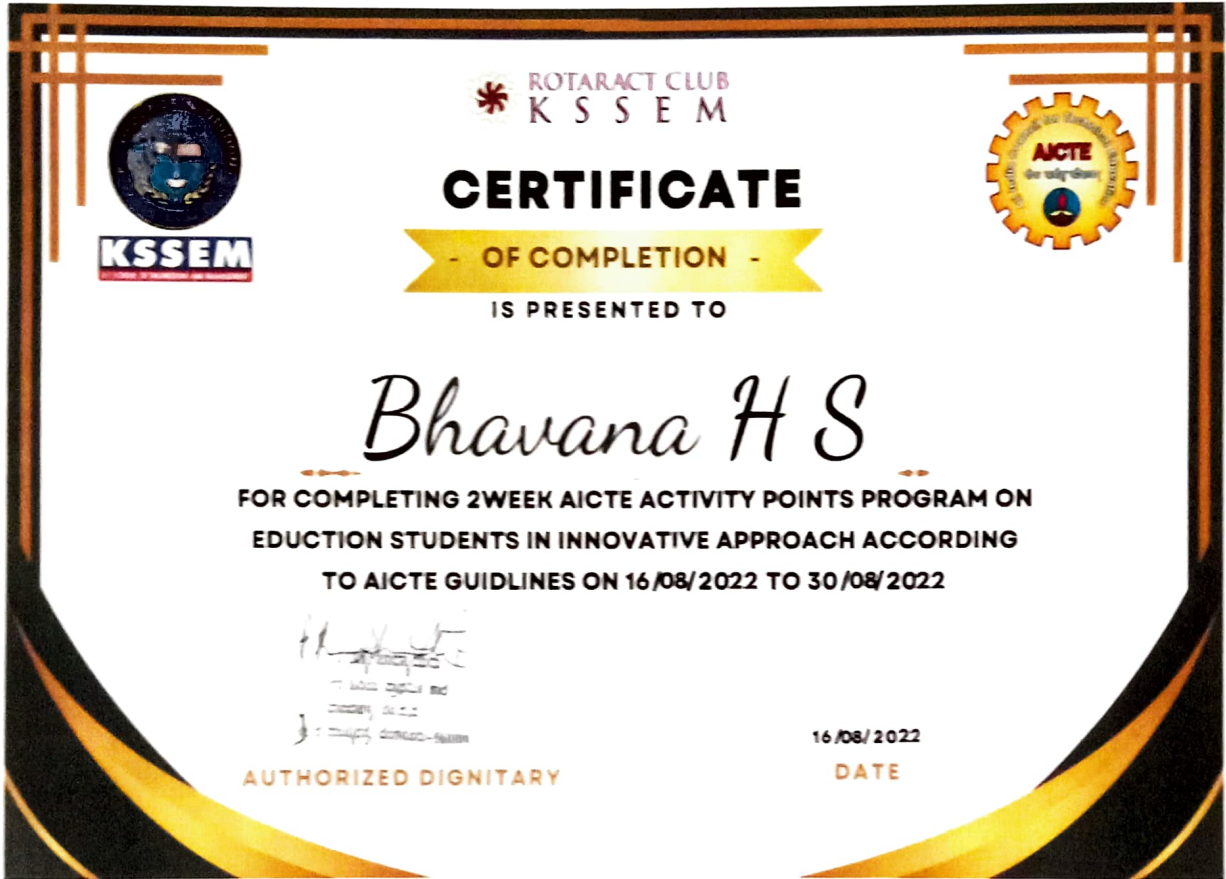 ROTARACT CLUB
KSSEM
AICTE
CERTIFICATE
KSSEM
- OF COMPLETION -
IS PRESENTED TO
Bhavana H S
FOR COMPLETING 2WEEK AICTE ACTIVITY POINTS PROGRAM ON
EDUCTION STUDENTS IN INNOVATIVE APPROACH ACCORDING
TO AICTE GUIDLINES ON 16/08/2022 TO 30/08/2022
16/08/2022
AUTHORIZED DIGNITARY
DATE